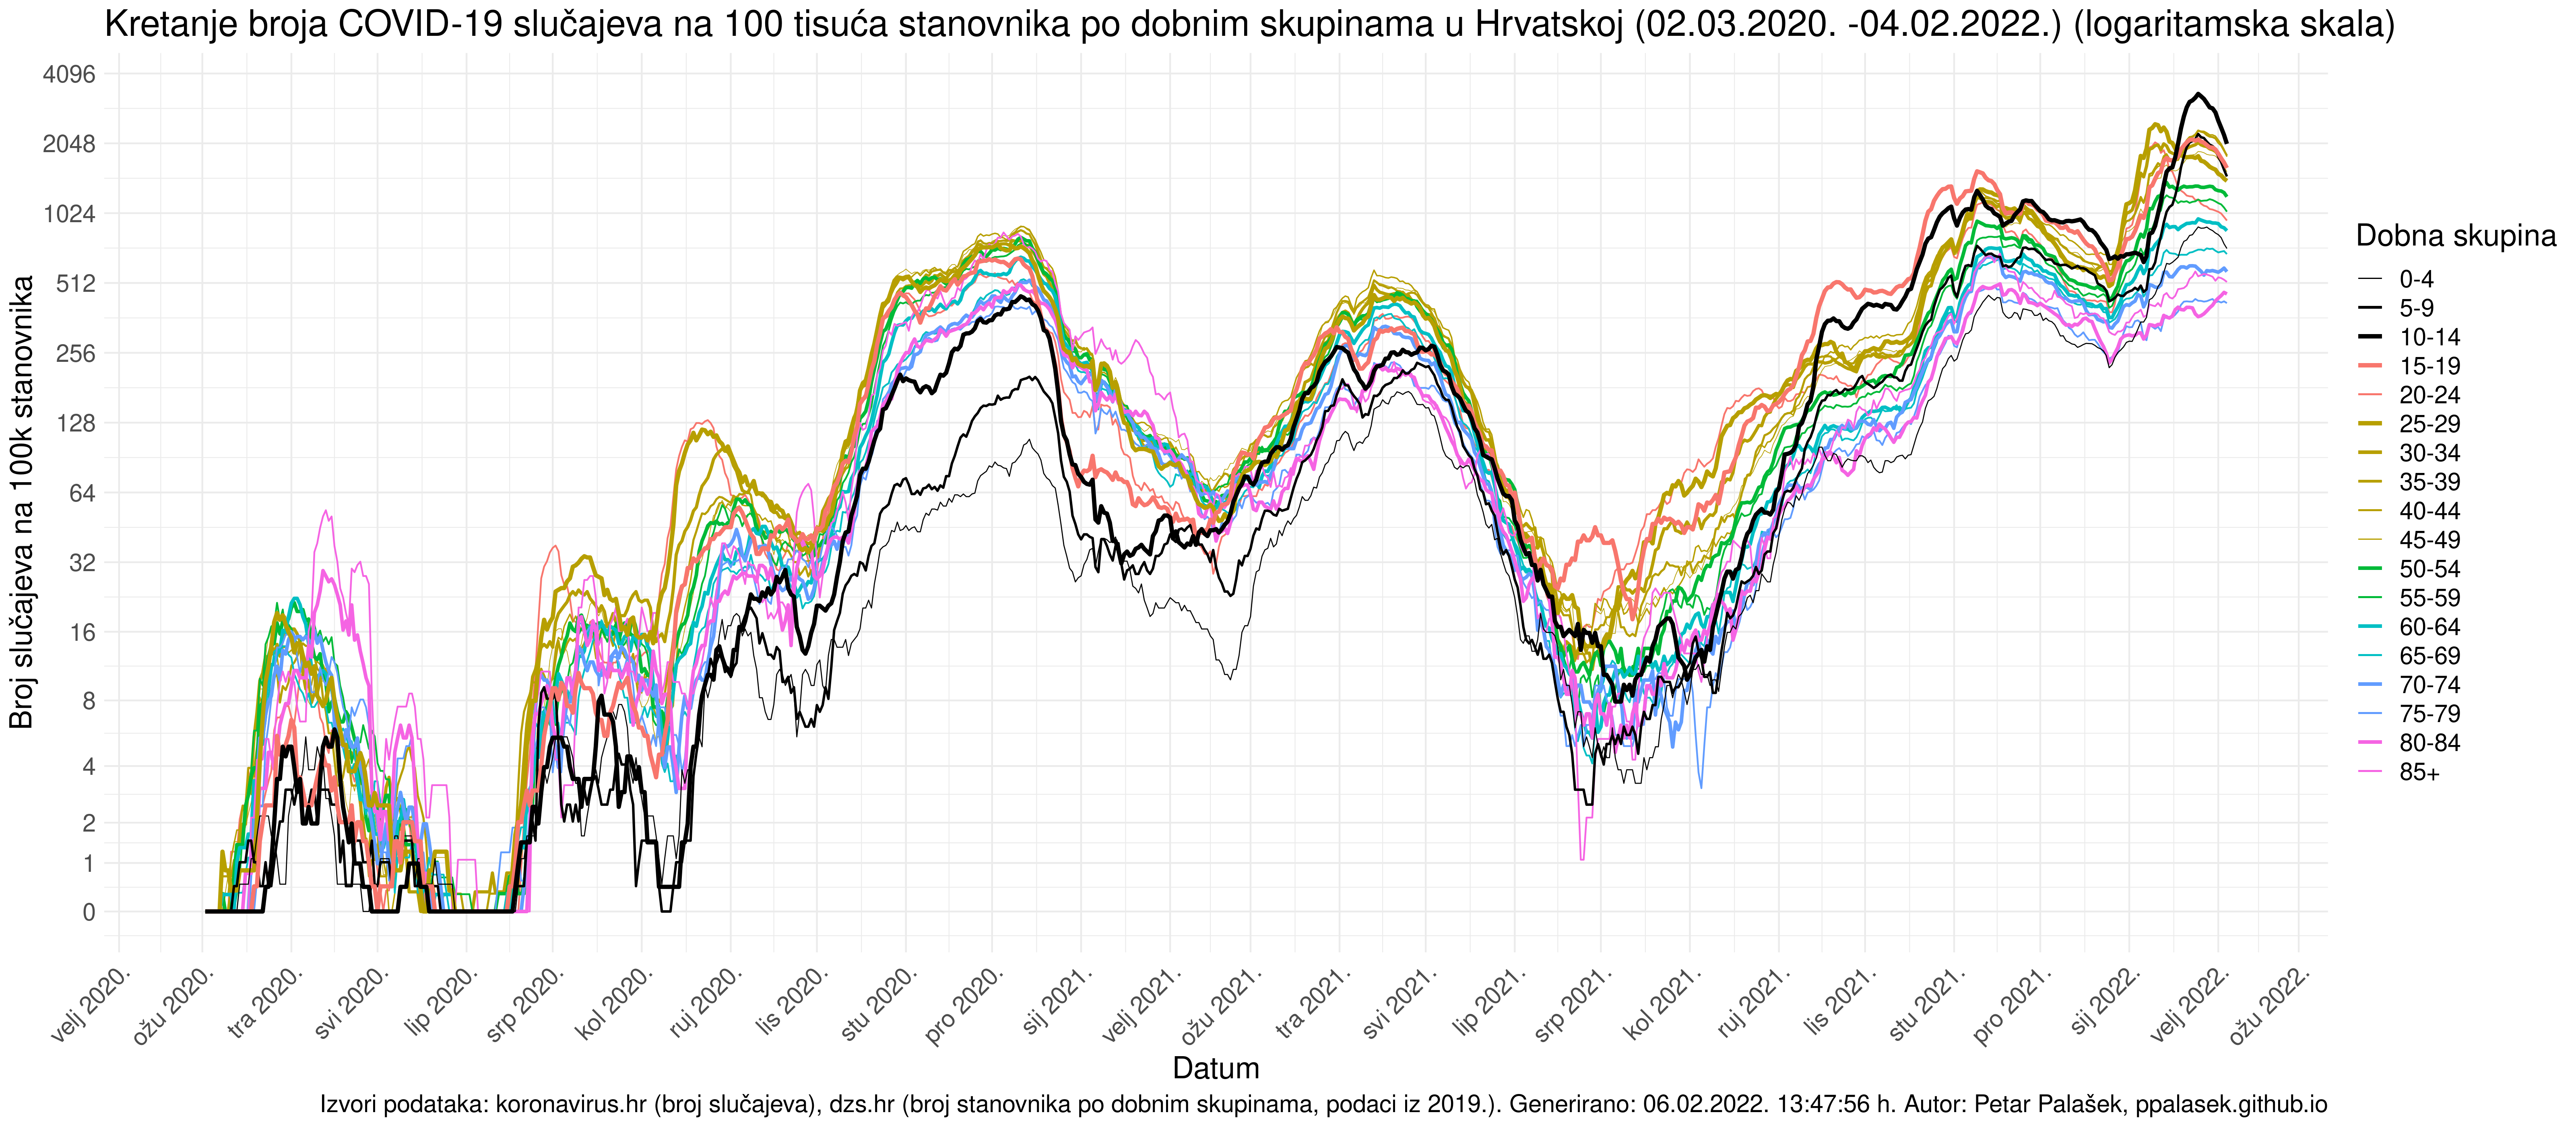 Kretanje broja COVID-19 slučajeva na 100 tisuća stanovnika po dobnim skupinama u Hrvatskoj (02.03.2020. -04.02.2022.) (logaritamska skala)
Broj slučajeva na 100k stanovnika
4096
2048
1024
512
256
128
64
32
16
8
4
2
1
0
velj 2020.
ožu 2020.
tra 2020.
svi 2020.
lip 2020.
srp 2020.
kol 2020.
ruj 2020.
lis 2020.
stu 2020.
pro 2020.
sij 2021.
velj 2021.
ožu 2021.
tra 2021.
svi 2021.
lip 2021.
srp 2021.
kol 2021.
ruj 2021.
lis 2021.
stu 2021.
pro 2021.
sij 2022.
velj 2022.
ožu 2022.
Datum
Dobna skupina
0-4
5-9
10-14
15-19
20-24
25-29
30-34
35-39
40-44
45-49
50-54
55-59
60-64
65-69
70-74
75-79
80-84
85+
Izvori podataka: koronavirus.hr (broj slučajeva), dzs.hr (broj stanovnika po dobnim skupinama, podaci iz 2019.). Generirano: 06.02.2022. 13:47:56 h. Autor: Petar Palašek, ppalasek.github.io